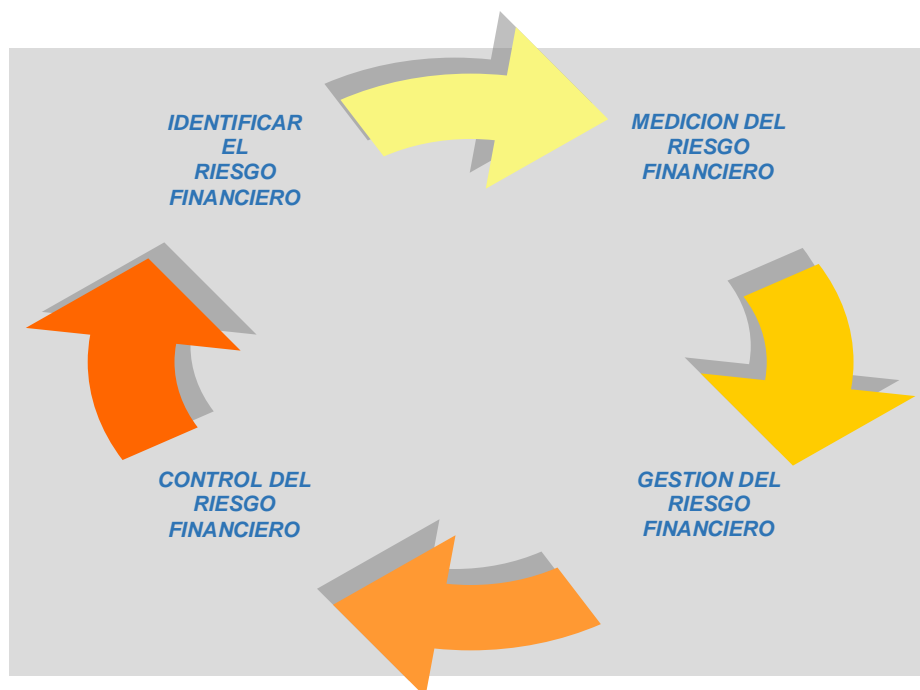 IDENTIFICAR
EL
RIESGO
FINANCIERO
MEDICION DEL
RIESGO
FINANCIERO
GESTION DEL
RIESGO
FINANCIERO
CONTROL DEL
RIESGO
FINANCIERO